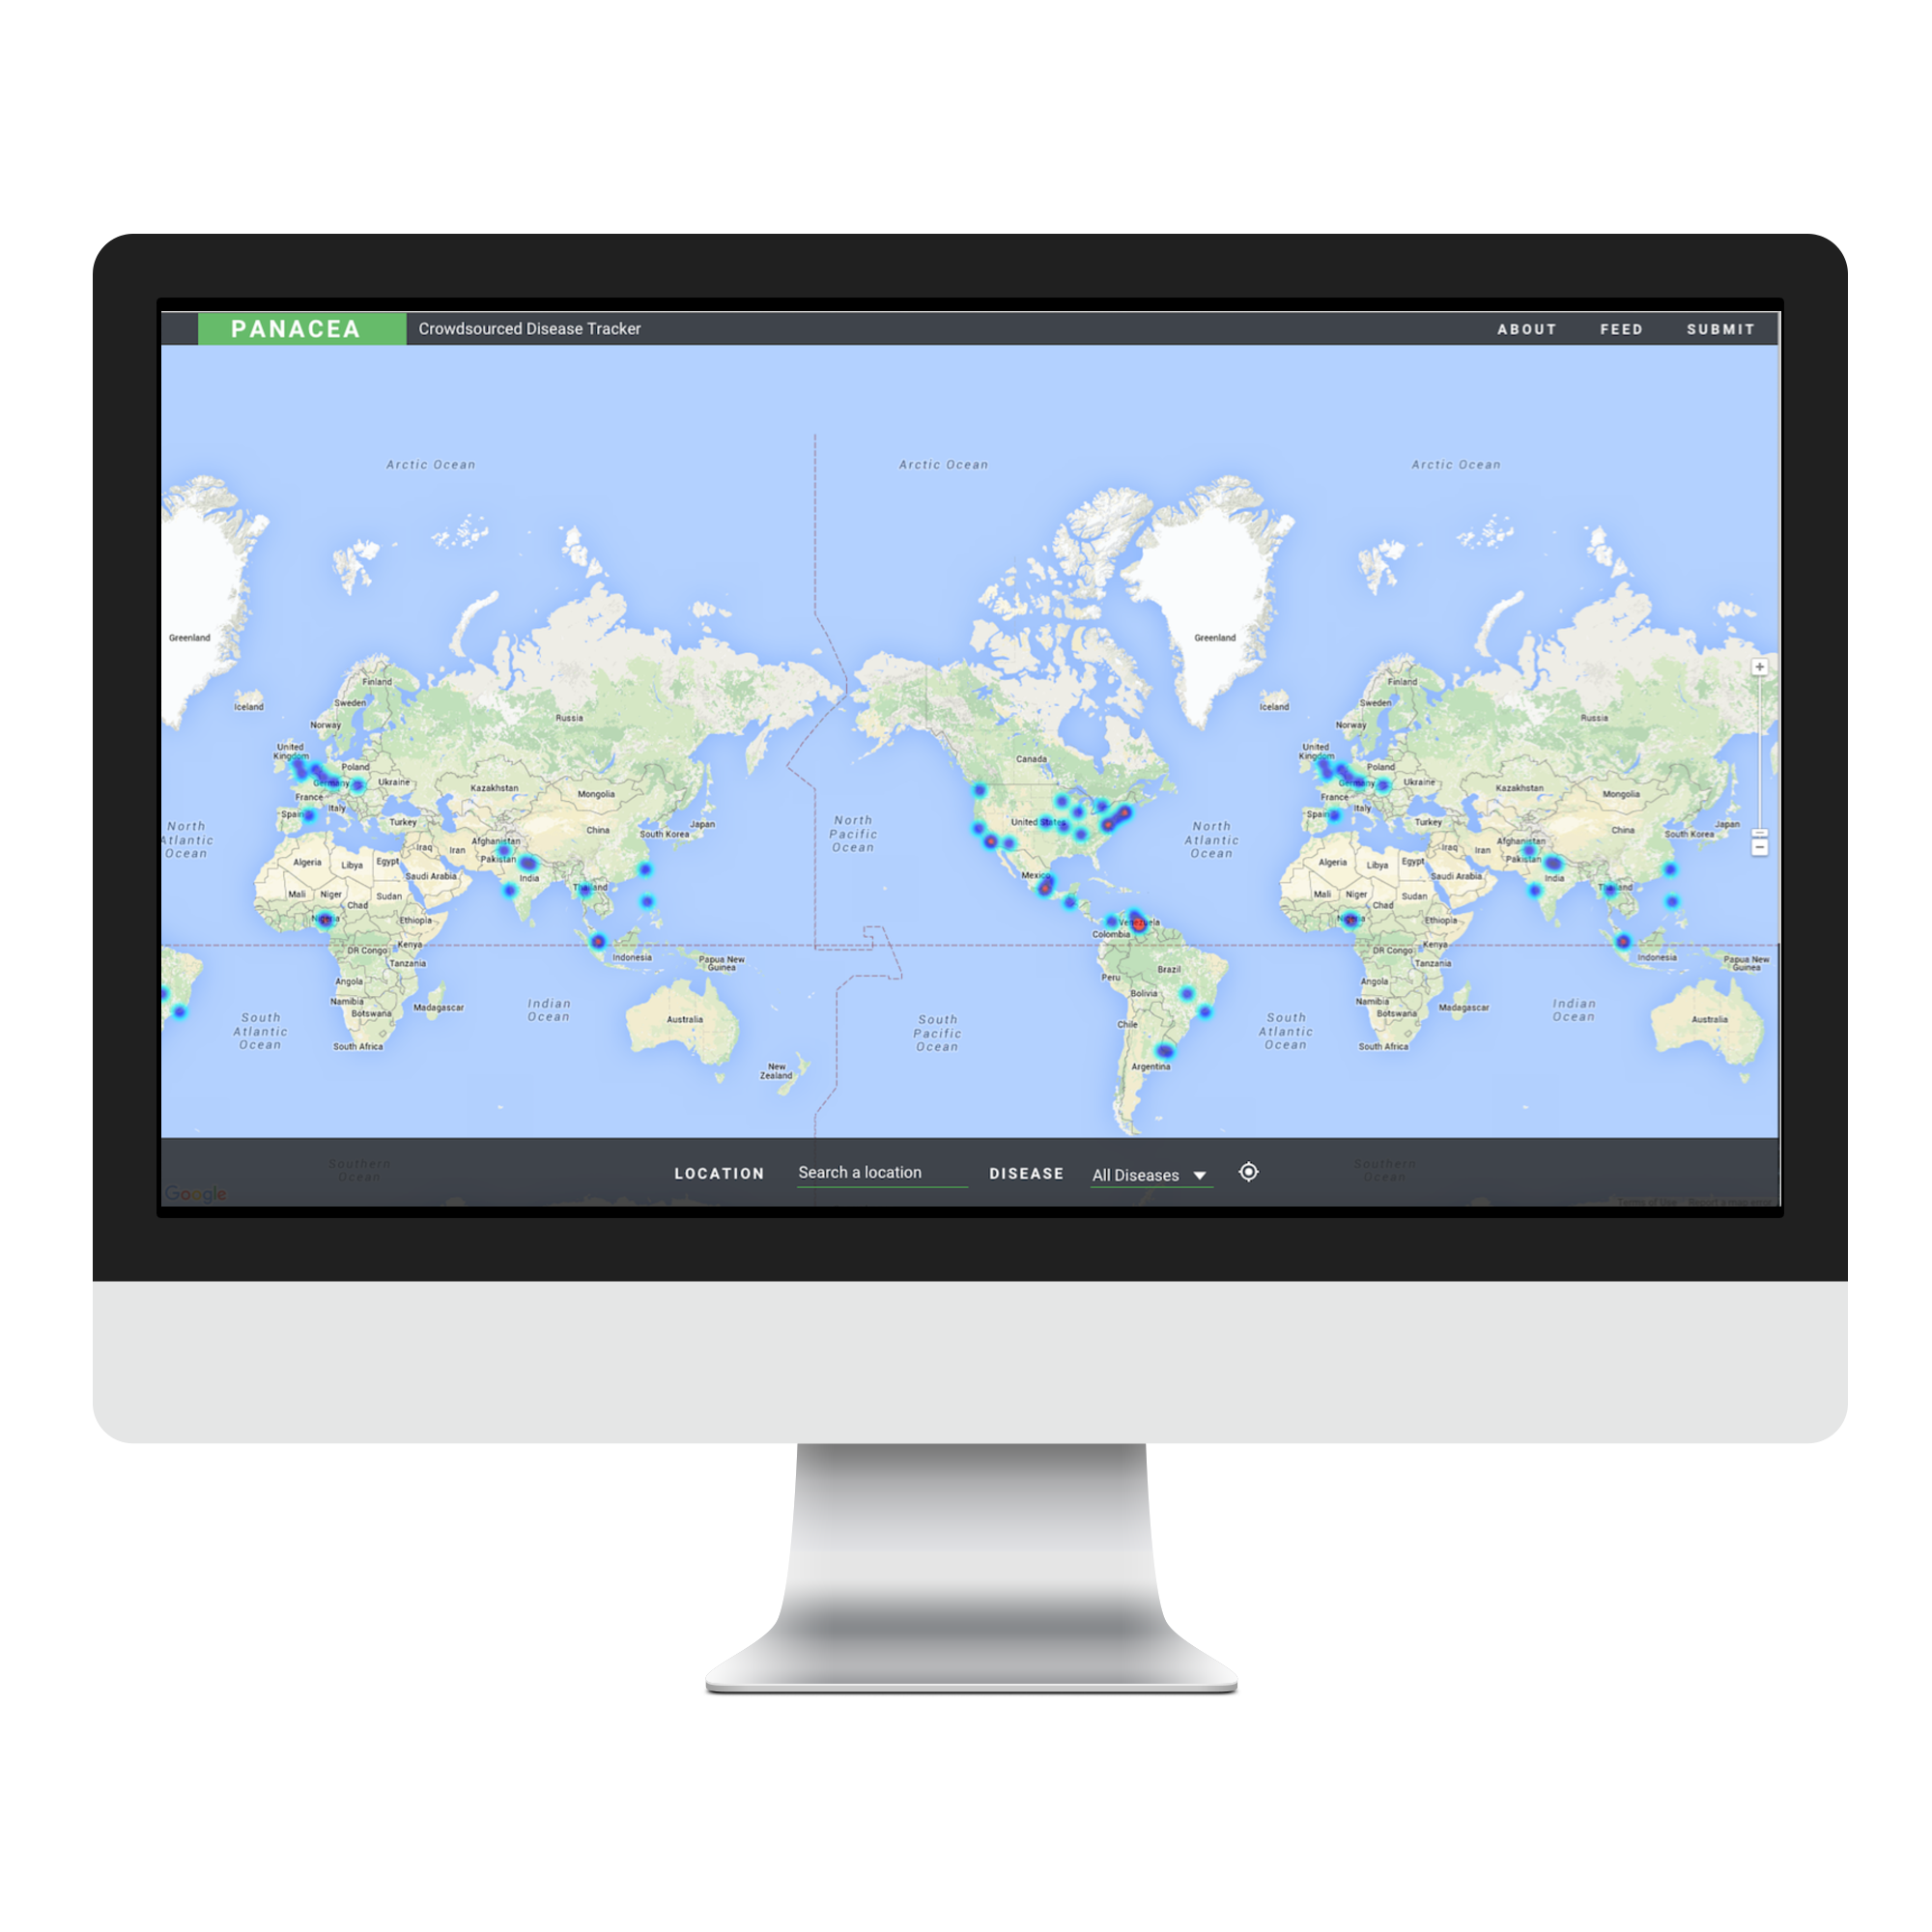 PANACEA
Crowdsourced Disease Tracker
ABOUT
FEED
SUBMIT
Arctic Ocean
Arctic Ocean
Arctic Ocean
Greenland
Greenland
Finland
Finland
Iceland
Sweden
Iceland
Sweden
Norway
Russia
Norway
Russia
United
Kingdom
Poland
Germany
Ukraine
Canada
United
Kingdom
Poland
Germany
Ukraine
France
Kazakhstan
Mongolia
France
Kazakhstan
Mongolia
Spain
Italy
Turkey
China
South Korea
Japan
United States
Spain
Italy
Turkey
China
South Korea
Japan
North
Atlantic
Ocean
North
Pacific
Ocean
North
Atlantic
Ocean
Afghanistan
Iraq
Iran
Pakistan
Afghanistan
Iraq
Iran
Pakistan
Algeria
Libya
Egypt
Saudi Arabia
India
Mexico
Algeria
Libya
Egypt
Saudi Arabia
India
Mali
Niger
Chad
Sudan
Thailand
Mali
Niger
Chad
Sudan
Thailand
Nigeria
Ethiopia
Venezuela
Colombia
Nigeria
Ethiopia
DR Congo
Kenya
Tanzania
Indonesia
Papua New
Guinea
Peru
Brazil
DR Congo
Kenya
Tanzania
Indonesia
Papua New
Guinea
Angola
Namibia
Botswana
Madagascar
Bolivia
Angola
Namibia
Botswana
Madagascar
South
Atlantic
Ocean
Indian
Ocean
Australia
South
Pacific
Ocean
Chile
South
Atlantic
Ocean
Indian
Ocean
Australia
South Africa
New
Zealand
Argentina
South Africa
Southern
Ocean
LOCATION
Search a location
DISEASE
All Diseases
Southern
Ocean
Google
Terms of Use
Report a map error